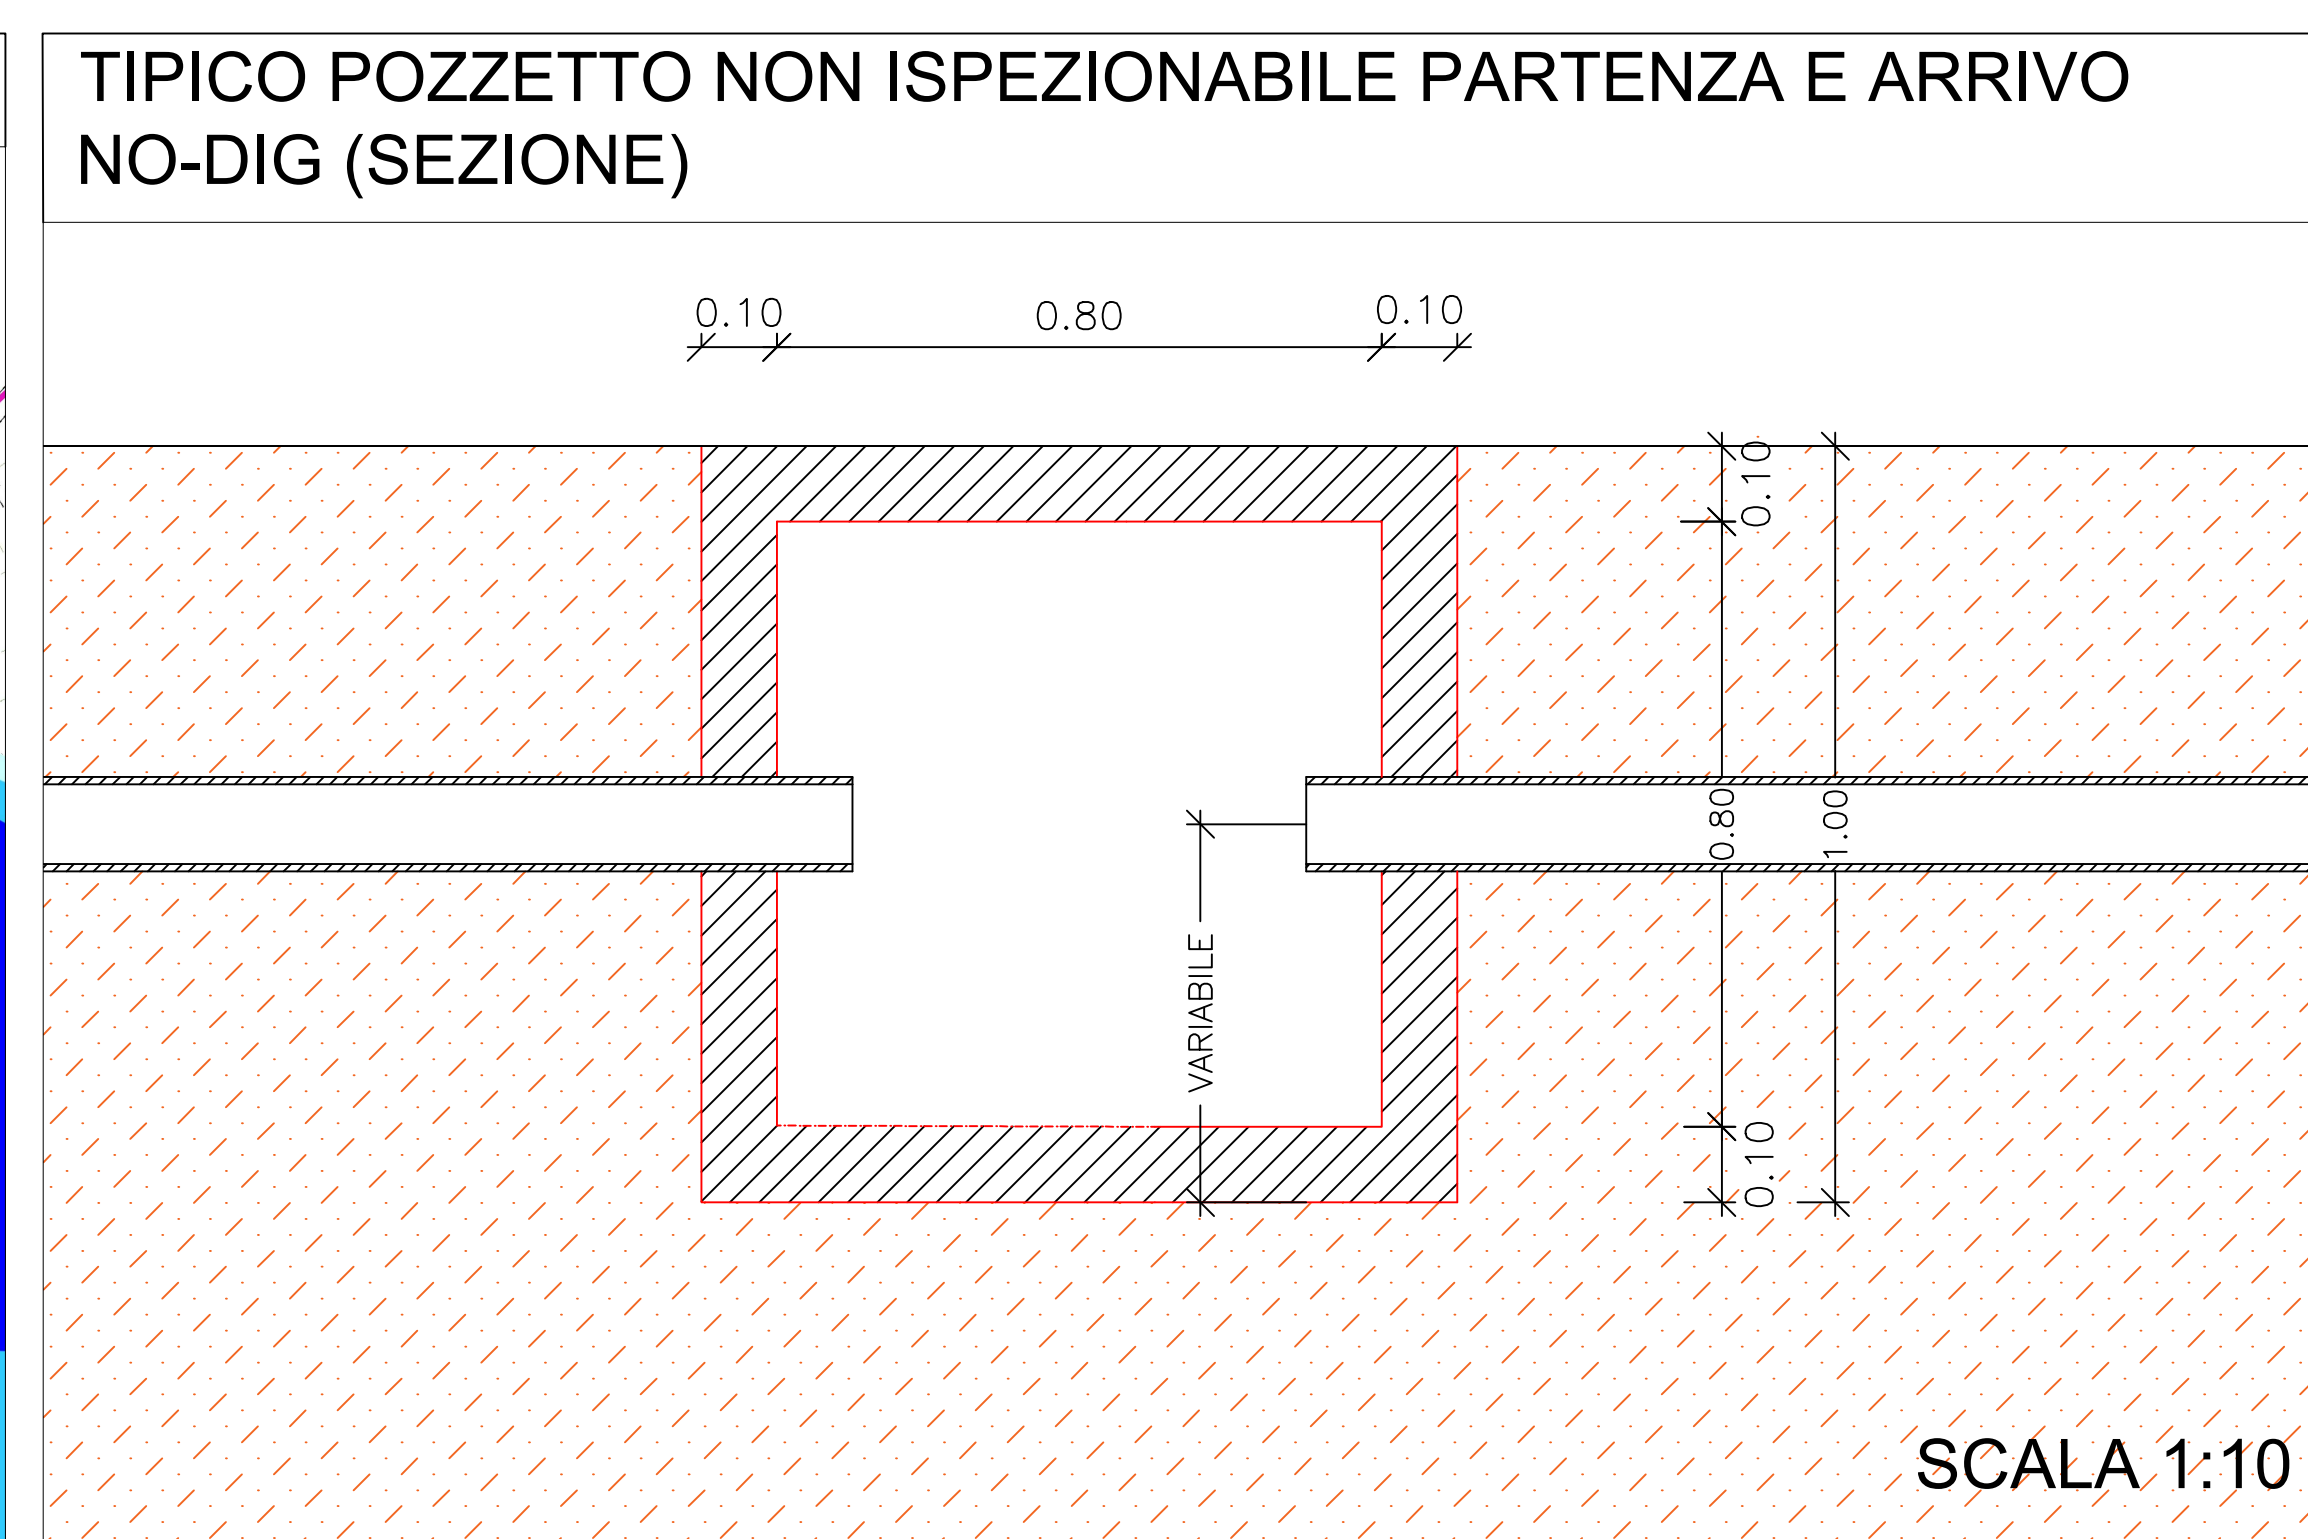 TIPICO POZZETTO NON ISPEZIONABILE PARTENZA E ARRIVO
NO-DIG (SEZIONE)
0.10
0.80
0.10
0.10
0.80
1.00
VARIABILE
0.10
SCALA 1:10